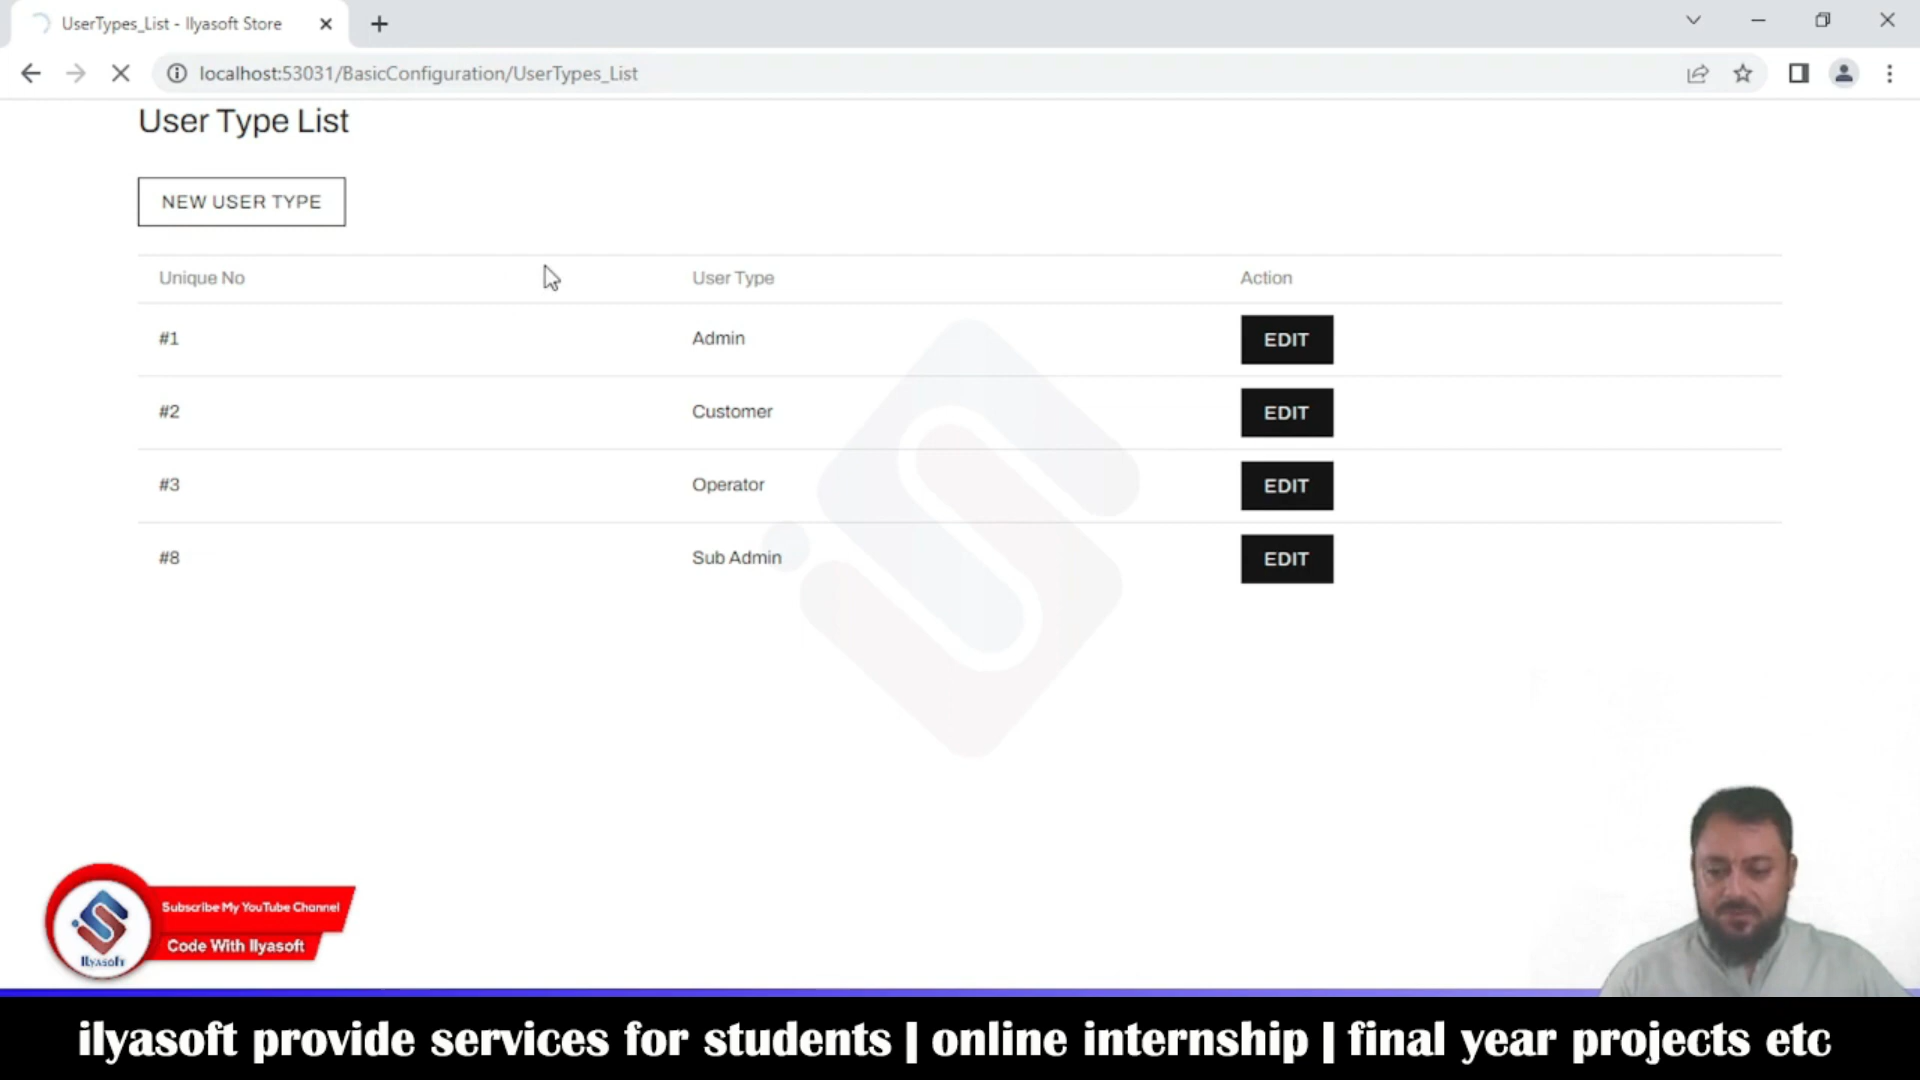 UserTypes_List - Ilyasoft Store
localhost:53031/BasicConfiguration/UserTypes_List
User Type List
NEW USER TYPE
Unique No User Type Action
#1 Admin EDIT
#2 Customer EDIT
#3 Operator EDIT
#8 Sub Admin EDIT
Subscribe My YouTube Channel
Code With Ilyasoft
Ilyasoft
ilyasoft provide services for students | online internship | final year projects etc